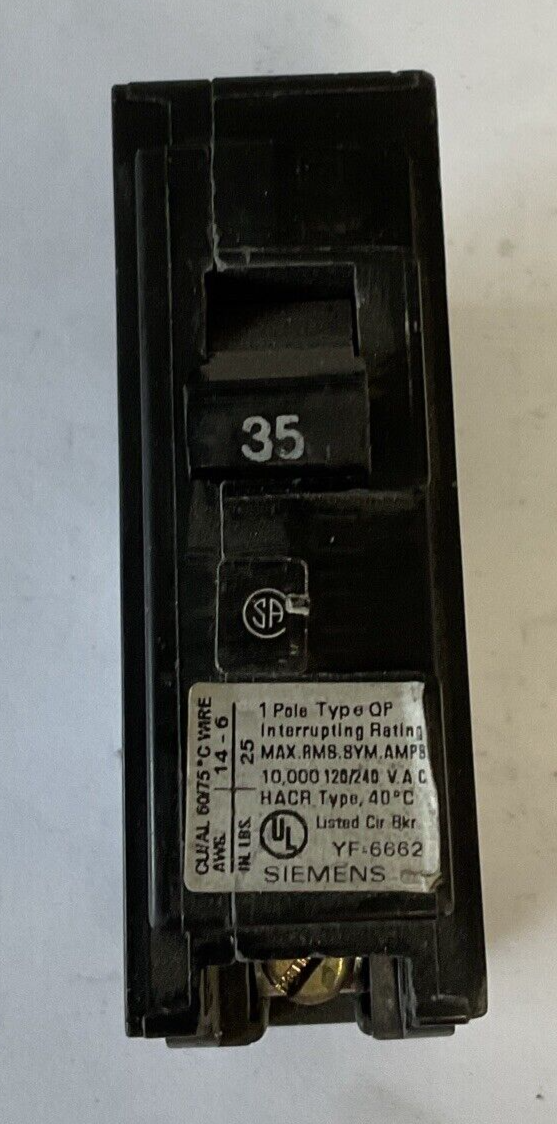 35
SA
1 Pole Type QP
Interrupting Rating
MAX.RMS.SYM.AMPS
10,000 120/240 V.A.C
HACR Type, 40°C
UL Listed Cir Bkr
YF-6662
SIEMENS
CU/AL 60/75°C WIRE
AWG. 14-6
IN. LBS. 25